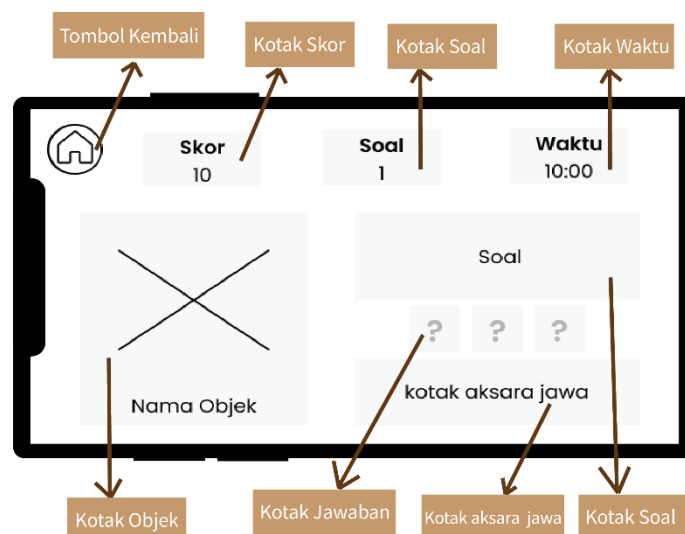 Tombol Kembali
Kotak Skor
Kotak Soal
Kotak Waktu
Skor
10
Soal
1
Waktu
10:00
Soal
? ? ?
Nama Objek
kotak aksara jawa
Kotak Objek
Kotak Jawaban
Kotak aksara jawa
Kotak Soal